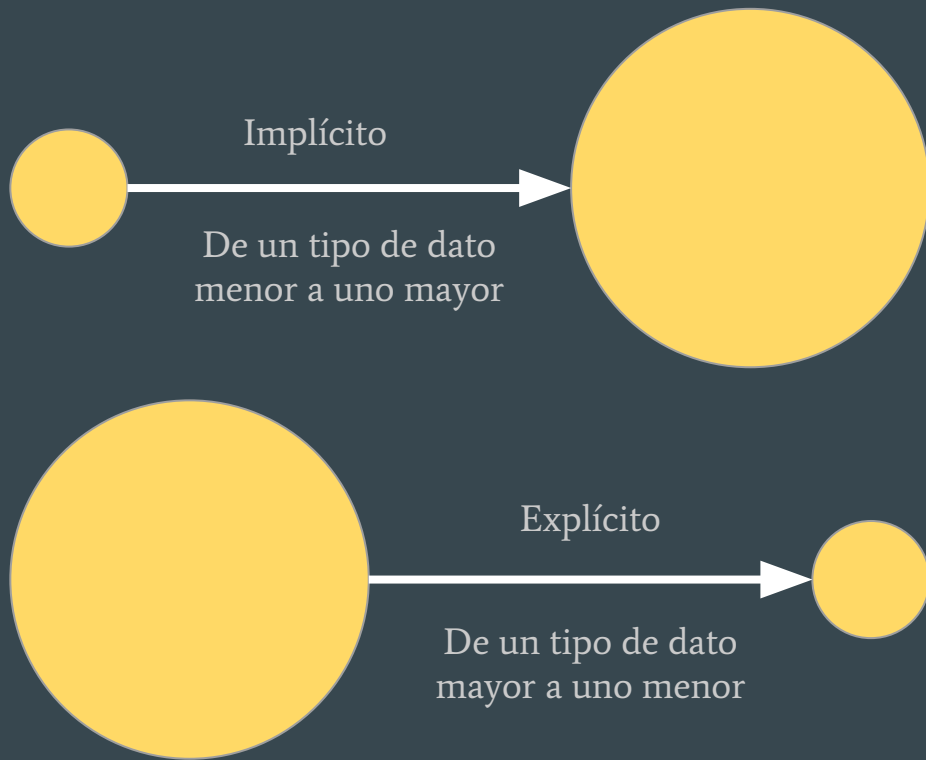 Implícito
De un tipo de dato
menor a uno mayor
Explícito
De un tipo de dato
mayor a uno menor